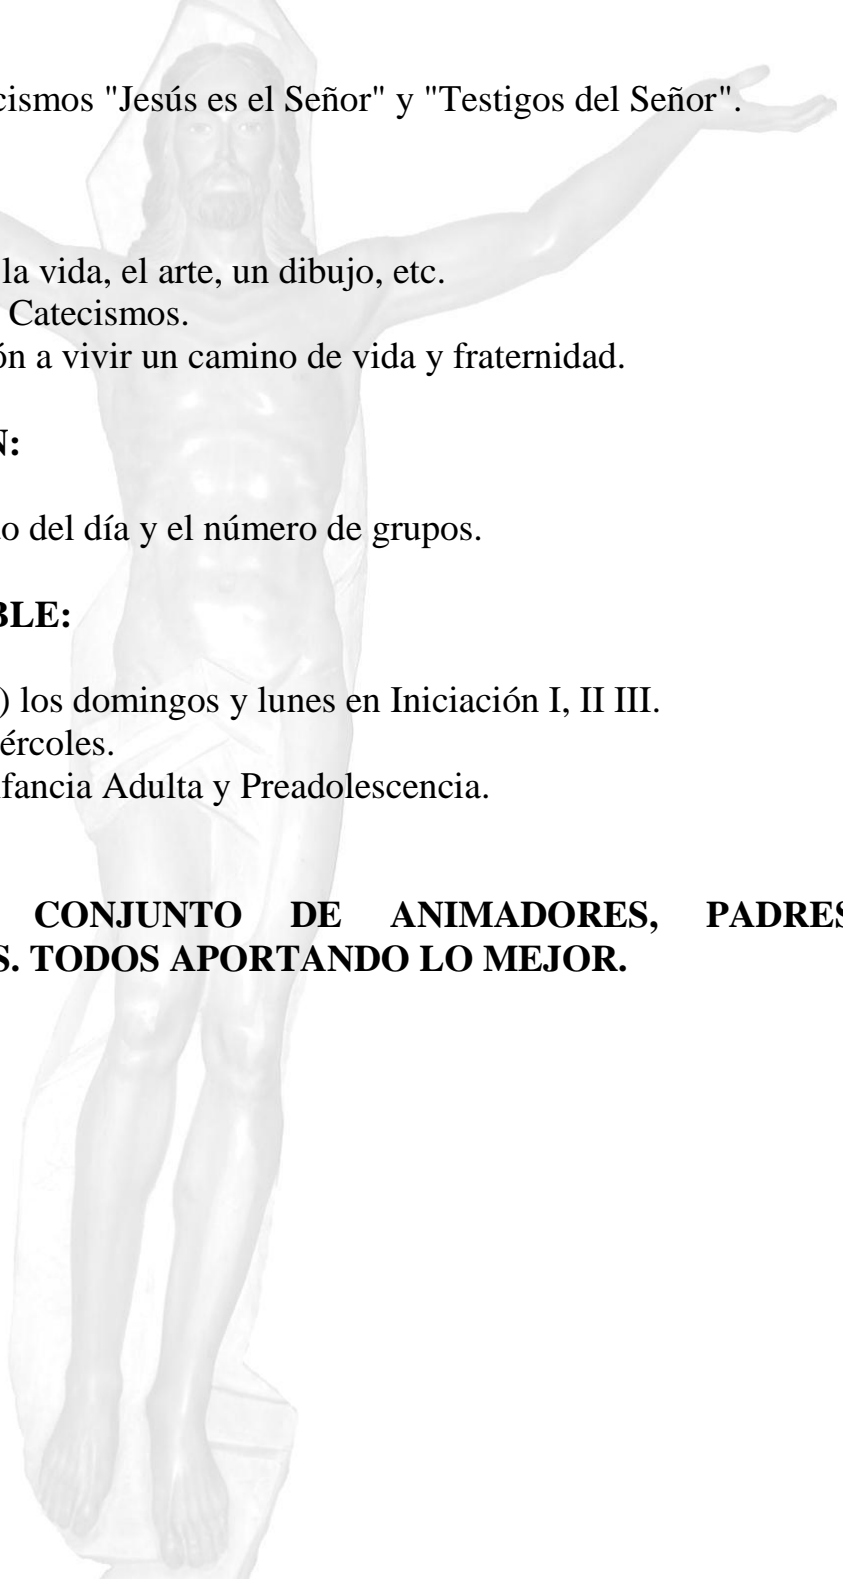 cismos "Jesús es el Señor" y "Testigos del Señor".
la vida, el arte, un dibujo, etc.
Catecismos.
ón a vivir un camino de vida y fraternidad.
N:
o del día y el número de grupos.
BLE:
) los domingos y lunes en Iniciación I, II III.
ércoles.
fancia Adulta y Preadolescencia.
CONJUNTO DE ANIMADORES, PADRES
S. TODOS APORTANDO LO MEJOR.